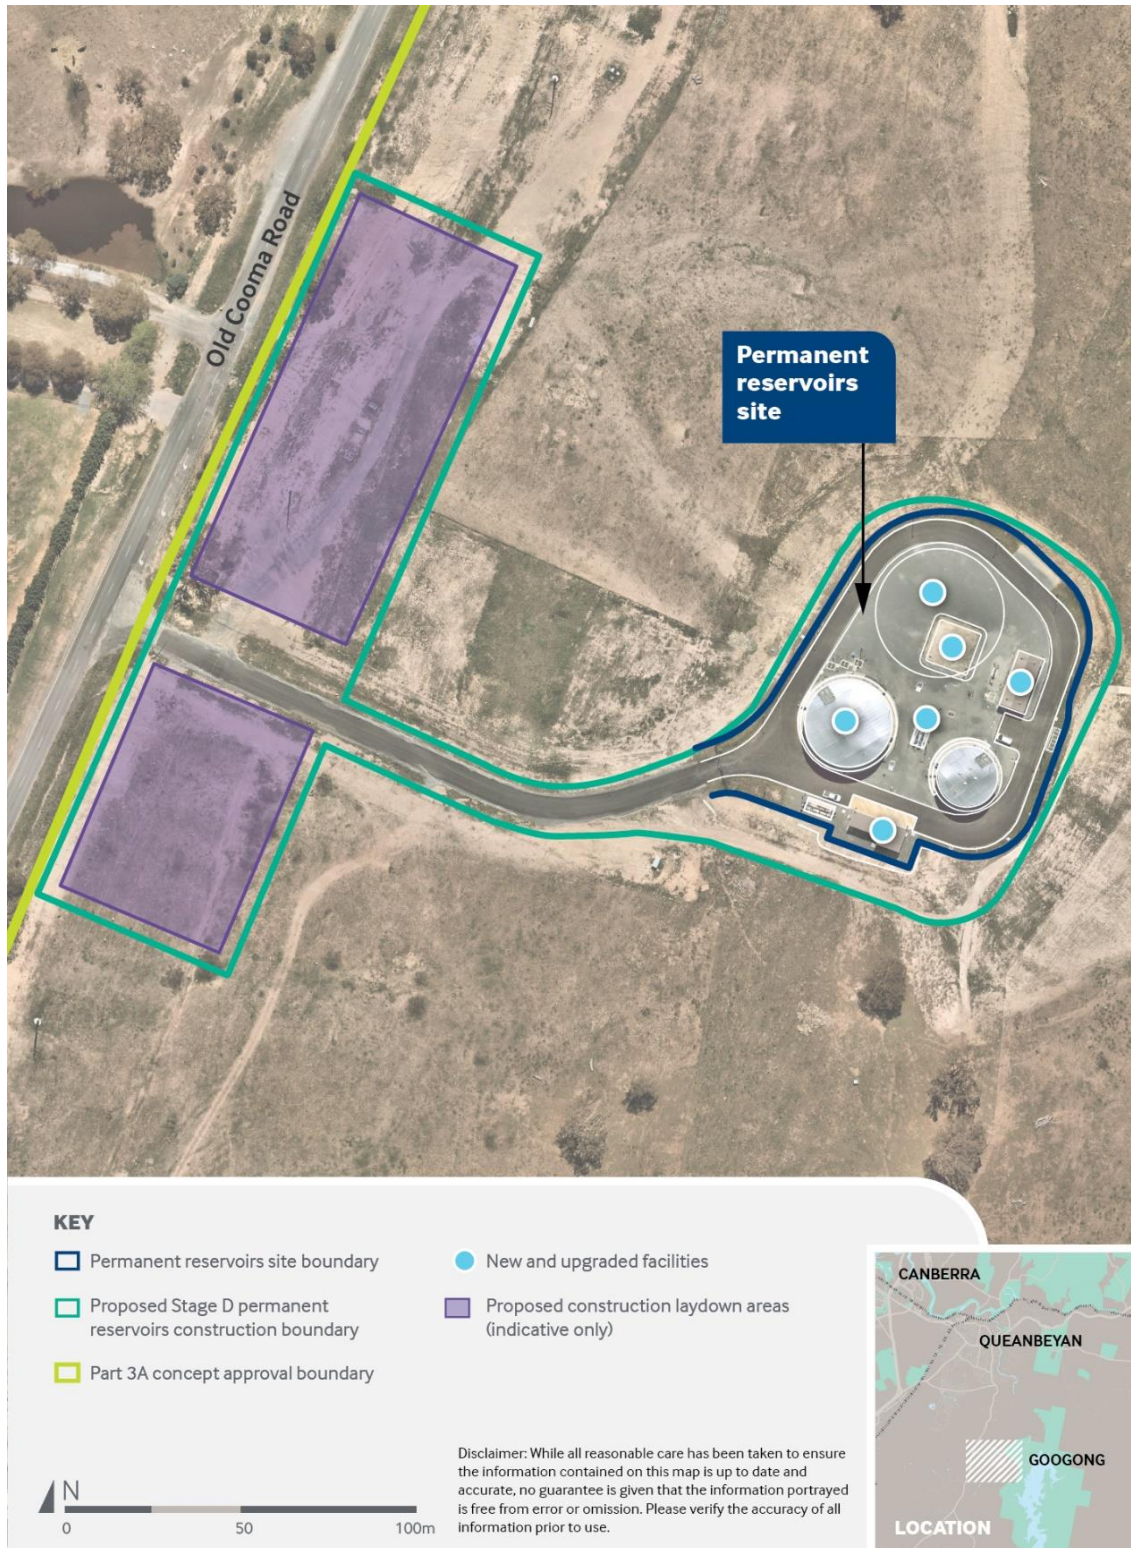 Old Cooma Road
Permanent
reservoirs
site
KEY
Permanent reservoirs site boundary
Proposed Stage D permanent
reservoirs construction boundary
Part 3A concept approval boundary
New and upgraded facilities
Proposed construction laydown areas
(indicative only)
N
0 50 100m
Disclaimer: While all reasonable care has been taken to ensure
the information contained on this map is up to date and
accurate, no guarantee is given that the information portrayed
is free from error or omission. Please verify the accuracy of all
information prior to use.
CANBERRA
QUEANBEYAN
GOOGONG
LOCATION